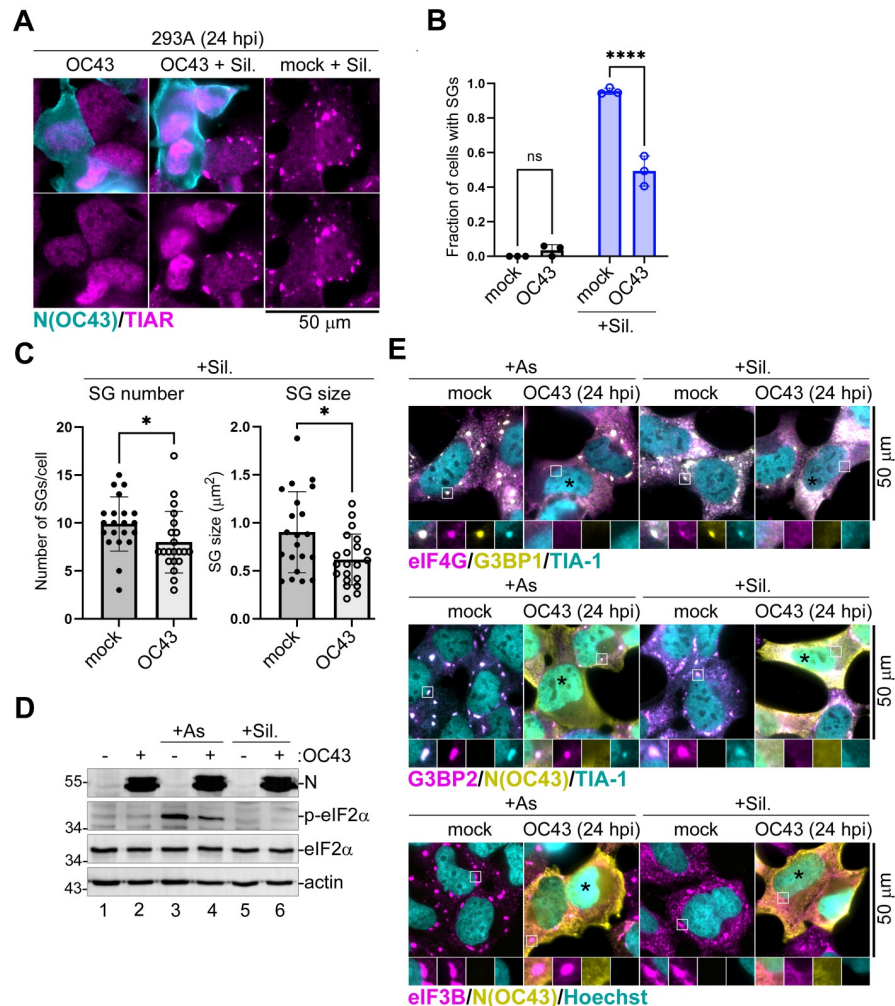 A
293A (24 hpi)
OC43 OC43 + Sil. mock + Sil.
N(OC43)/TIAR 50 μm
B
****
ns
Fraction of cells with SGs
1.0
0.8
0.6
0.4
0.2
0.0
mock OC43 mock OC43
+Sil.
C
+Sil.
SG number SG size
* *
Number of SGs/cell
20
15
10
5
0
mock OC43
SG size (μm²)
2.0
1.5
1.0
0.5
0.0
mock OC43
D
+As +Sil.
- + - + - + :OC43
55- -N
34- -p-eIF2α
34- -eIF2α
43- -actin
1 2 3 4 5 6
E
+As +Sil.
mock OC43 (24 hpi) mock OC43 (24 hpi)
* *
50 μm
eIF4G/G3BP1/TIA-1
+As +Sil.
mock OC43 (24 hpi) mock OC43 (24 hpi)
* *
50 μm
G3BP2/N(OC43)/TIA-1
+As +Sil.
mock OC43 (24 hpi) mock OC43 (24 hpi)
* *
50 μm
eIF3B/N(OC43)/Hoechst